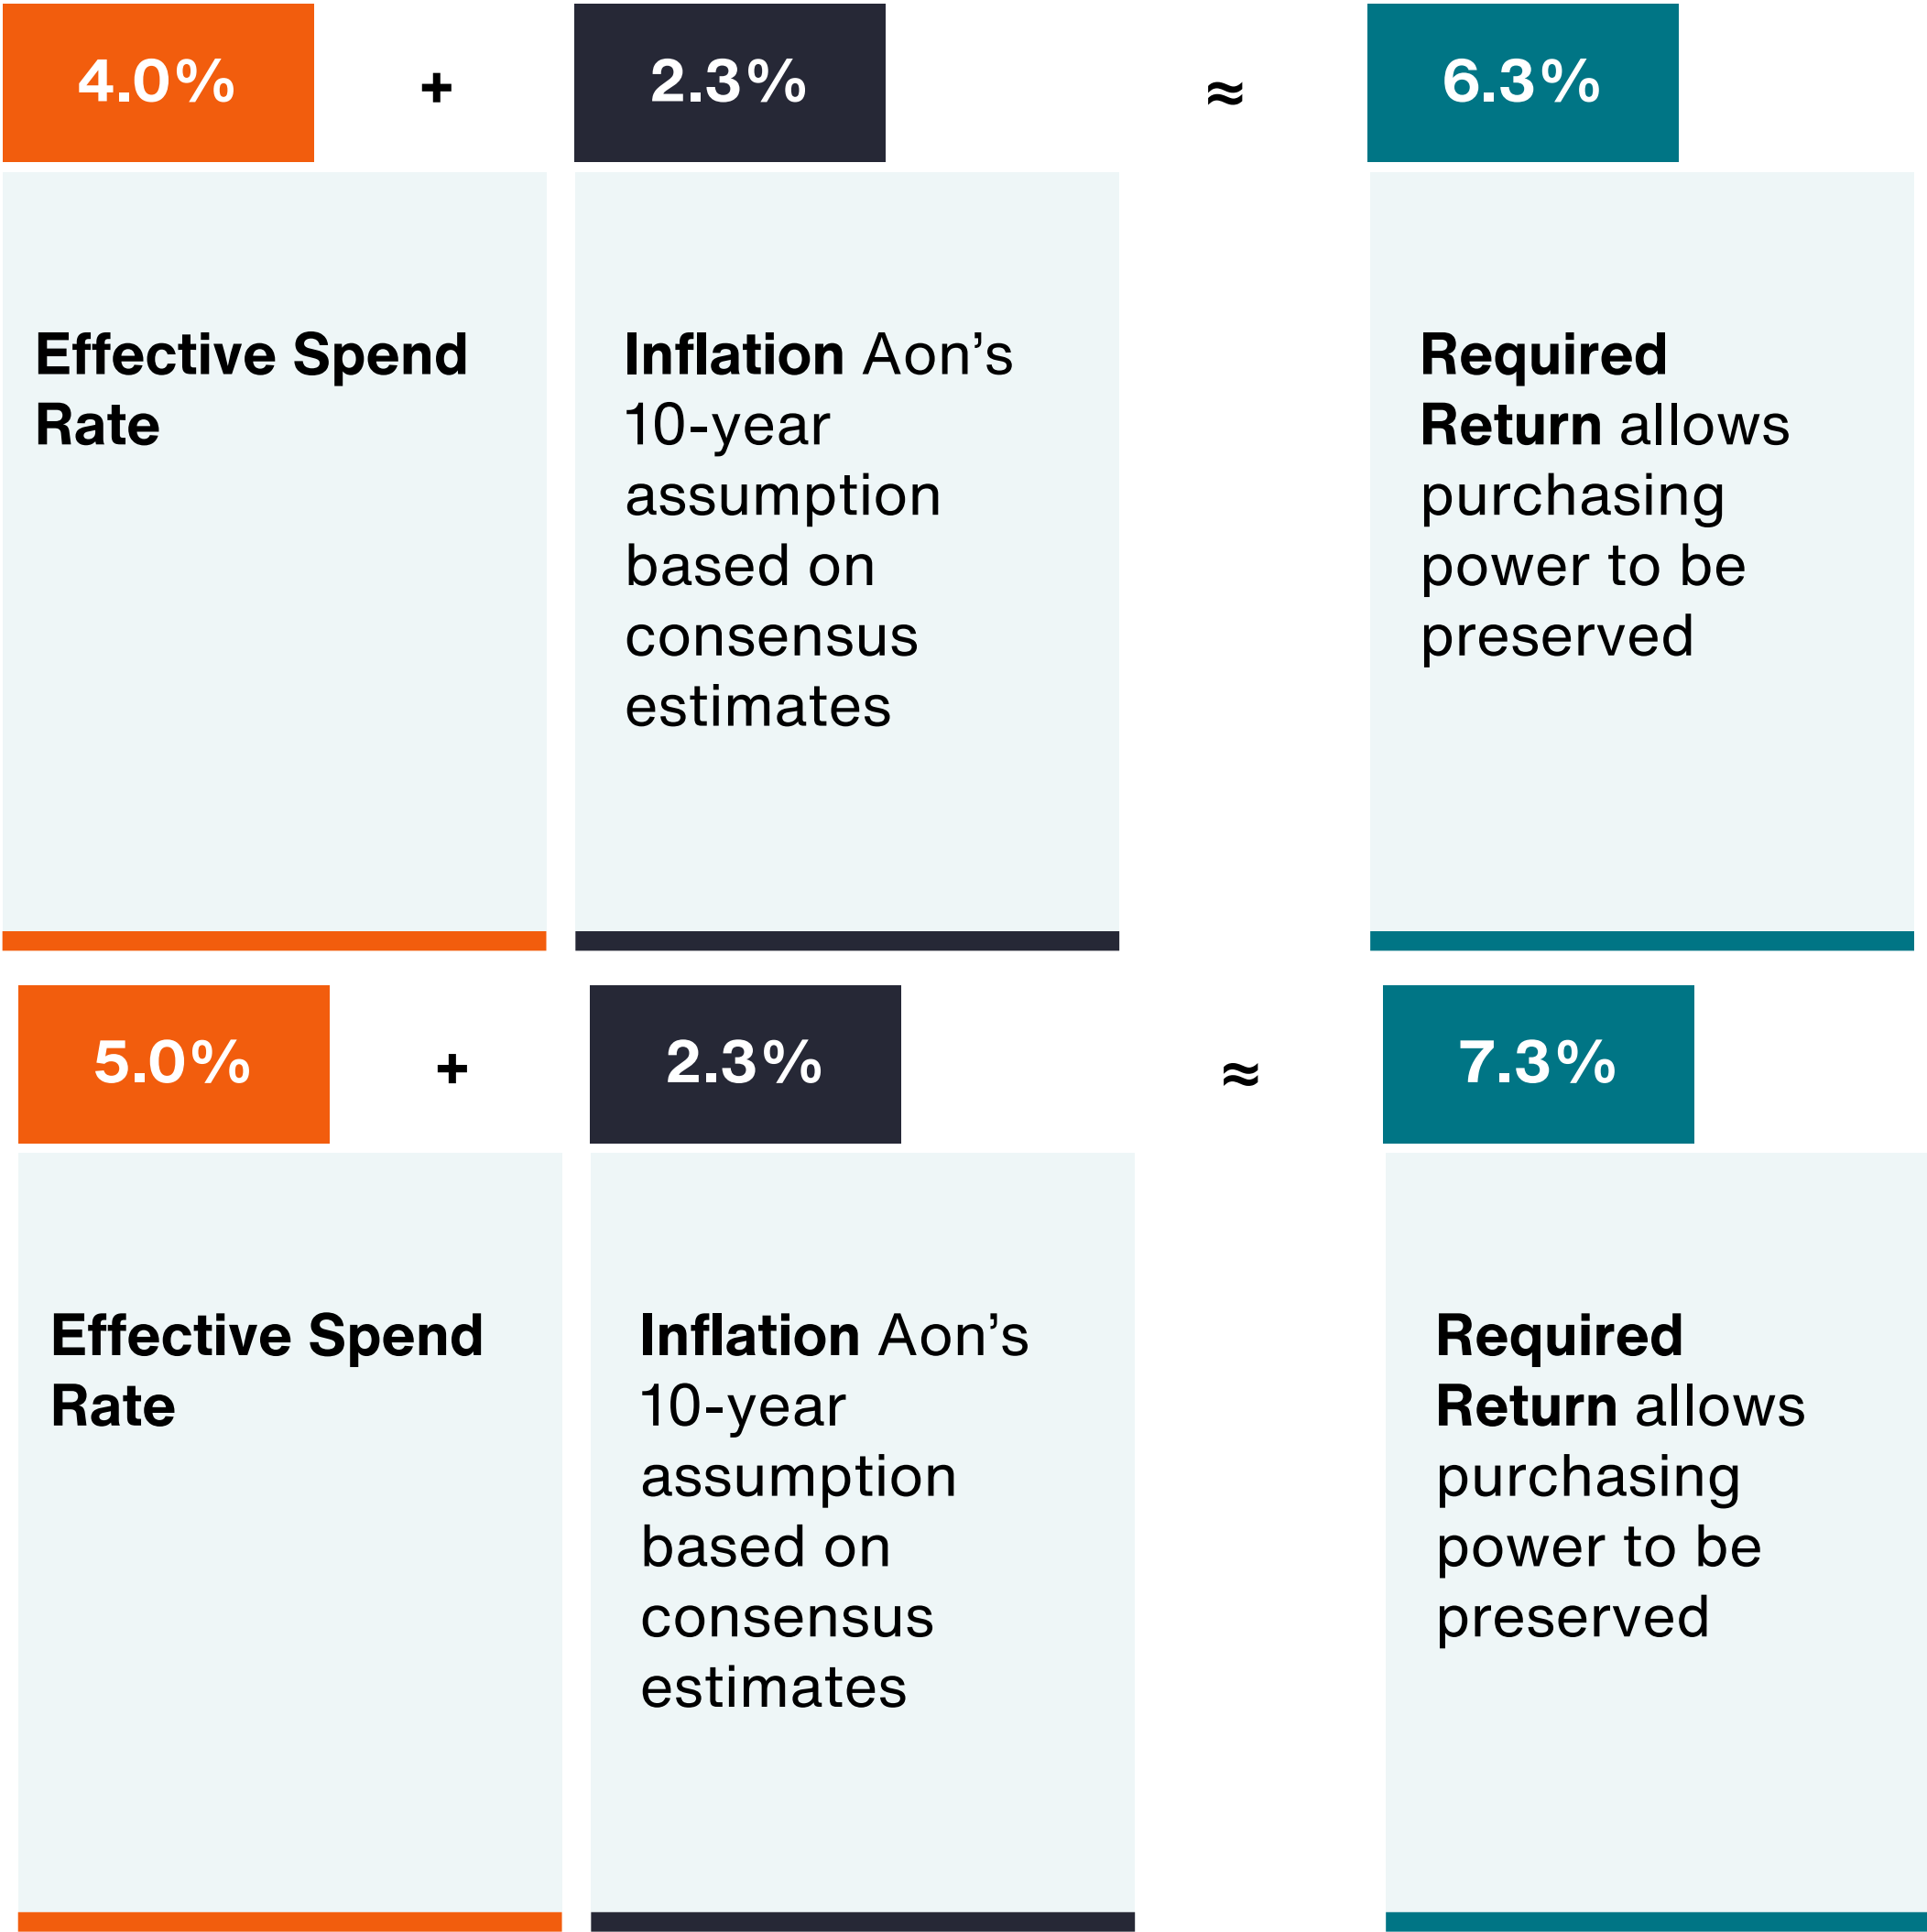 4.0% + 2.3% ≈ 6.3%
Effective Spend
Rate
Inflation Aon’s
10-year
assumption
based on
consensus
estimates
Required
Return allows
purchasing
power to be
preserved
5.0% + 2.3% ≈ 7.3%
Effective Spend
Rate
Inflation Aon’s
10-year
assumption
based on
consensus
estimates
Required
Return allows
purchasing
power to be
preserved